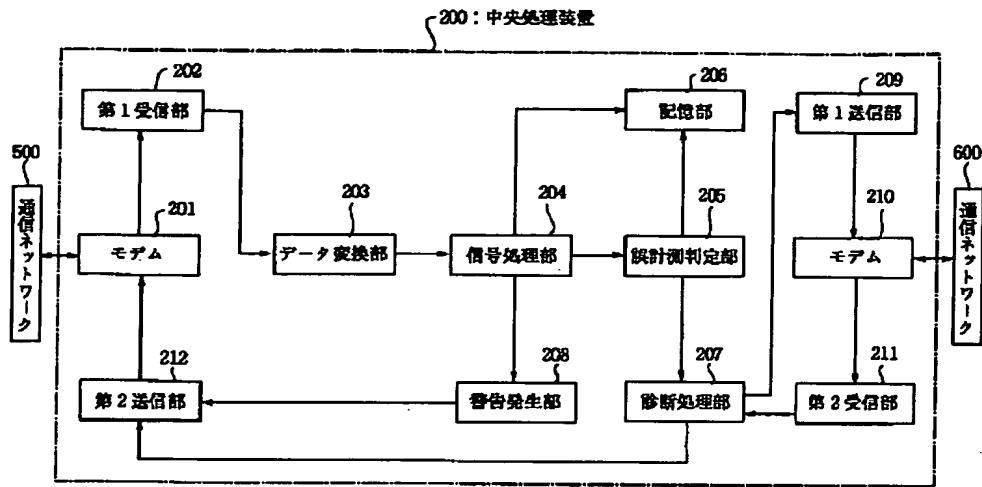 200：中央処理装置
202
第1受信部
206
記憶部
209
第1送信部
500
通信ネットワーク
201
モデム
203
データ変換部
204
信号処理部
205
誤計測判定部
210
モデム
600
通信ネットワーク
212
第2送信部
208
警告発生部
207
診断処理部
211
第2受信部